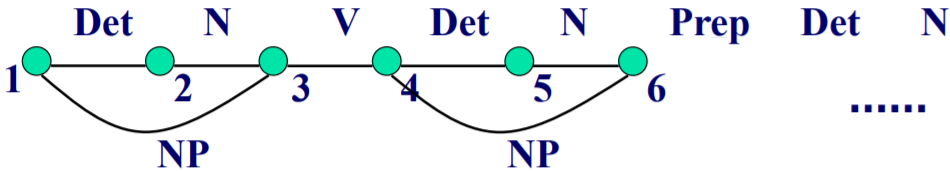 Det N V Det N Prep Det N
1 2 3 4 5 6 ......
NP NP